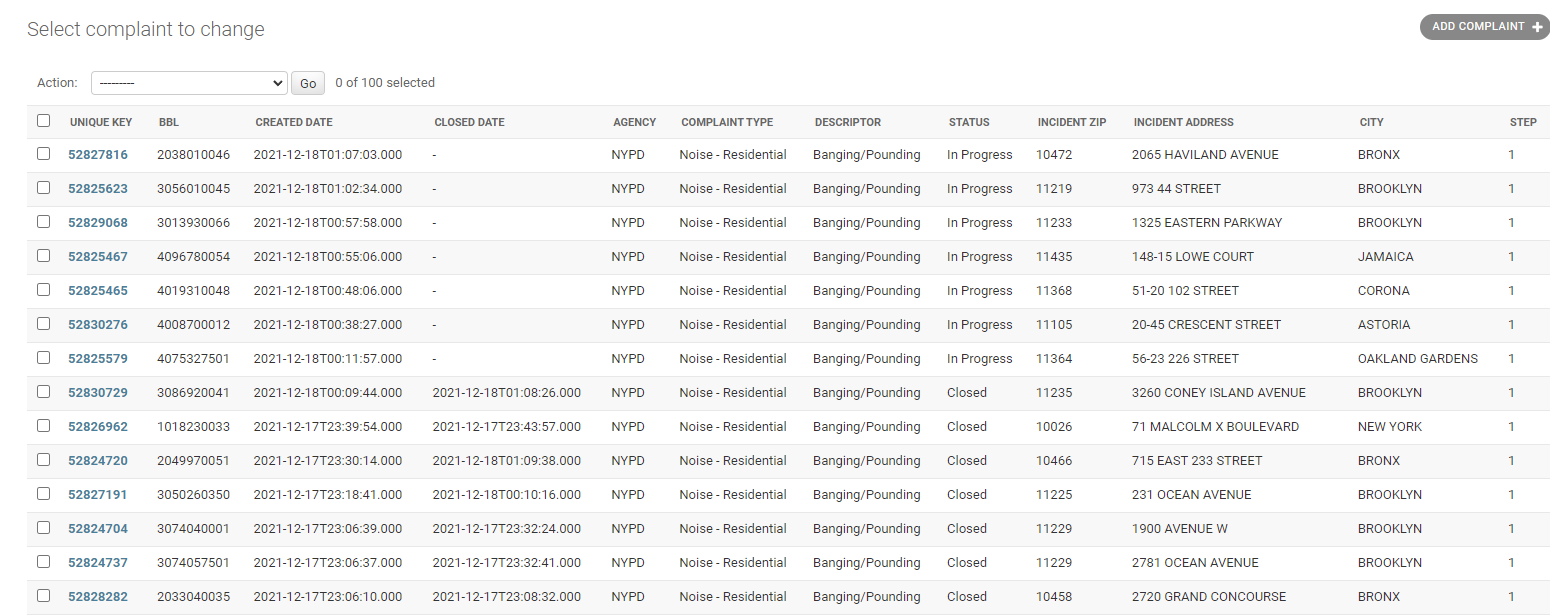 Select complaint to change
ADD COMPLAINT +
Action: --------- Go 0 of 100 selected
UNIQUE KEY BBL CREATED DATE CLOSED DATE AGENCY COMPLAINT TYPE DESCRIPTOR STATUS INCIDENT ZIP INCIDENT ADDRESS CITY STEP
52827816 2038010046 2021-12-18T01:07:03.000 - NYPD Noise - Residential Banging/Pounding In Progress 10472 2065 HAVILAND AVENUE BRONX 1
52825623 3056010045 2021-12-18T01:02:34.000 - NYPD Noise - Residential Banging/Pounding In Progress 11219 973 44 STREET BROOKLYN 1
52829068 3013930066 2021-12-18T00:57:58.000 - NYPD Noise - Residential Banging/Pounding In Progress 11233 1325 EASTERN PARKWAY BROOKLYN 1
52825467 4096780054 2021-12-18T00:55:06.000 - NYPD Noise - Residential Banging/Pounding In Progress 11435 148-15 LOWE COURT JAMAICA 1
52825465 4019310048 2021-12-18T00:48:06.000 - NYPD Noise - Residential Banging/Pounding In Progress 11368 51-20 102 STREET CORONA 1
52830276 4008700012 2021-12-18T00:38:27.000 - NYPD Noise - Residential Banging/Pounding In Progress 11105 20-45 CRESCENT STREET ASTORIA 1
52825579 4075327501 2021-12-18T00:11:57.000 - NYPD Noise - Residential Banging/Pounding In Progress 11364 56-23 226 STREET OAKLAND GARDENS 1
52830729 3086920041 2021-12-18T00:09:44.000 2021-12-18T01:08:26.000 NYPD Noise - Residential Banging/Pounding Closed 11235 3260 CONEY ISLAND AVENUE BROOKLYN 1
52826962 1018230033 2021-12-17T23:39:54.000 2021-12-17T23:43:57.000 NYPD Noise - Residential Banging/Pounding Closed 10026 71 MALCOLM X BOULEVARD NEW YORK 1
52824720 2049970051 2021-12-17T23:30:14.000 2021-12-18T01:09:38.000 NYPD Noise - Residential Banging/Pounding Closed 10466 715 EAST 233 STREET BRONX 1
52827191 3050260350 2021-12-17T23:18:41.000 2021-12-18T00:10:16.000 NYPD Noise - Residential Banging/Pounding Closed 11225 231 OCEAN AVENUE BROOKLYN 1
52824704 3074040001 2021-12-17T23:06:39.000 2021-12-17T23:32:24.000 NYPD Noise - Residential Banging/Pounding Closed 11229 1900 AVENUE W BROOKLYN 1
52824737 3074057501 2021-12-17T23:06:37.000 2021-12-17T23:32:41.000 NYPD Noise - Residential Banging/Pounding Closed 11229 2781 OCEAN AVENUE BROOKLYN 1
52828282 2033040035 2021-12-17T23:06:10.000 2021-12-17T23:08:32.000 NYPD Noise - Residential Banging/Pounding Closed 10458 2720 GRAND CONCOURSE BRONX 1